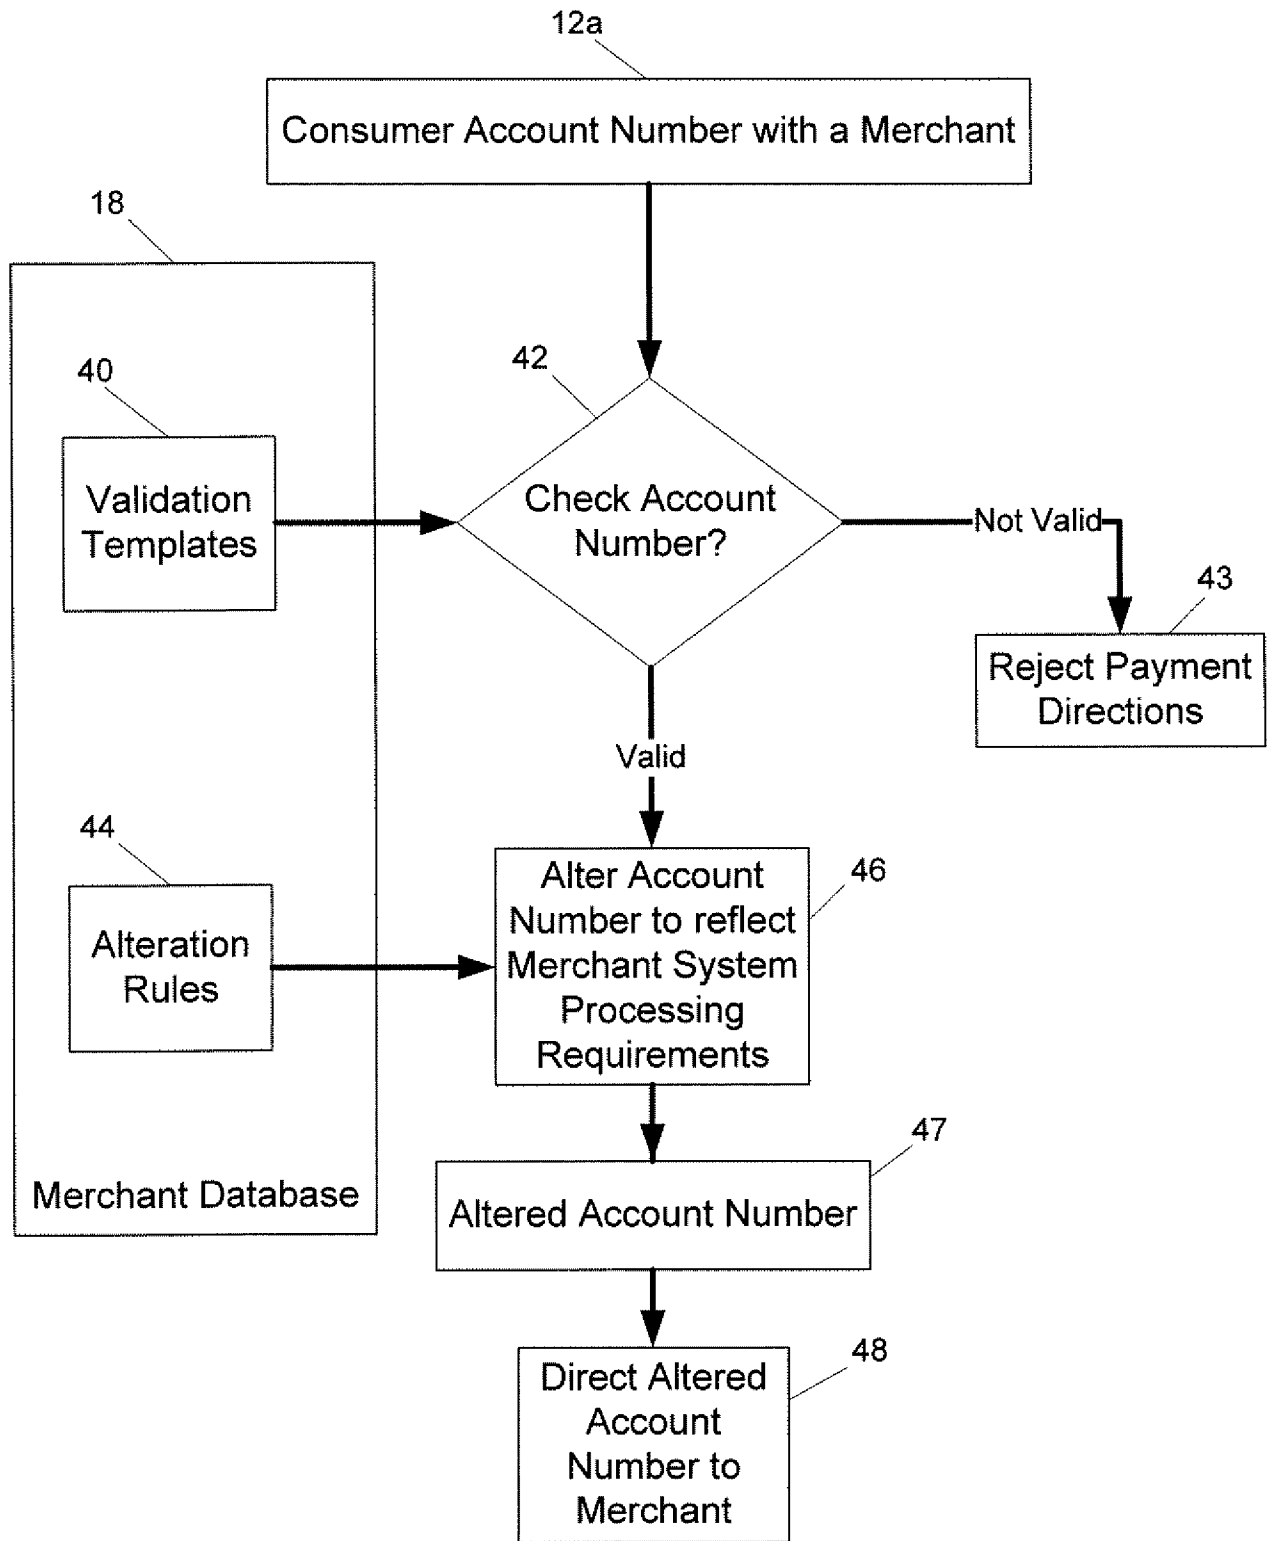 12a
Consumer Account Number with a Merchant
18
40
Validation
Templates
42
Check Account
Number?
Not Valid
43
Reject Payment
Directions
Valid
44
Alteration
Rules
Alter Account
Number to reflect
Merchant System
Processing
Requirements
46
Merchant Database
47
Altered Account Number
48
Direct Altered
Account
Number to
Merchant